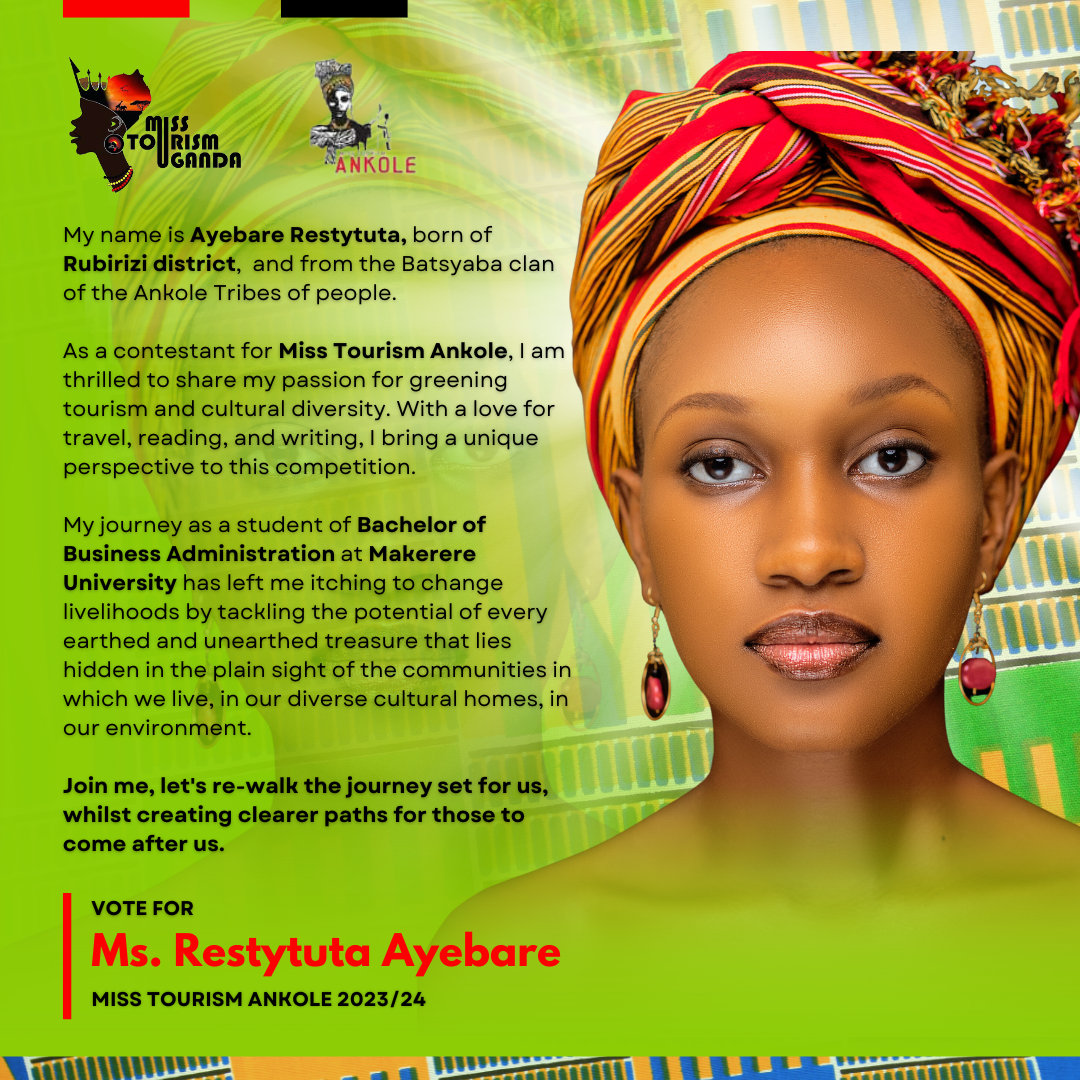 MISS
TOURISM
UGANDA
ANKOLE
My name is Ayebare Restytuta, born of
Rubirizi district,  and from the Batsyaba clan
of the Ankole Tribes of people.
As a contestant for Miss Tourism Ankole, I am
thrilled to share my passion for greening
tourism and cultural diversity. With a love for
travel, reading, and writing, I bring a unique
perspective to this competition.
My journey as a student of Bachelor of
Business Administration at Makerere
University has left me itching to change
livelihoods by tackling the potential of every
earthed and unearthed treasure that lies
hidden in the plain sight of the communities in
which we live, in our diverse cultural homes, in
our environment.
Join me, let's re-walk the journey set for us,
whilst creating clearer paths for those to
come after us.
VOTE FOR
Ms. Restytuta Ayebare
MISS TOURISM ANKOLE 2023/24